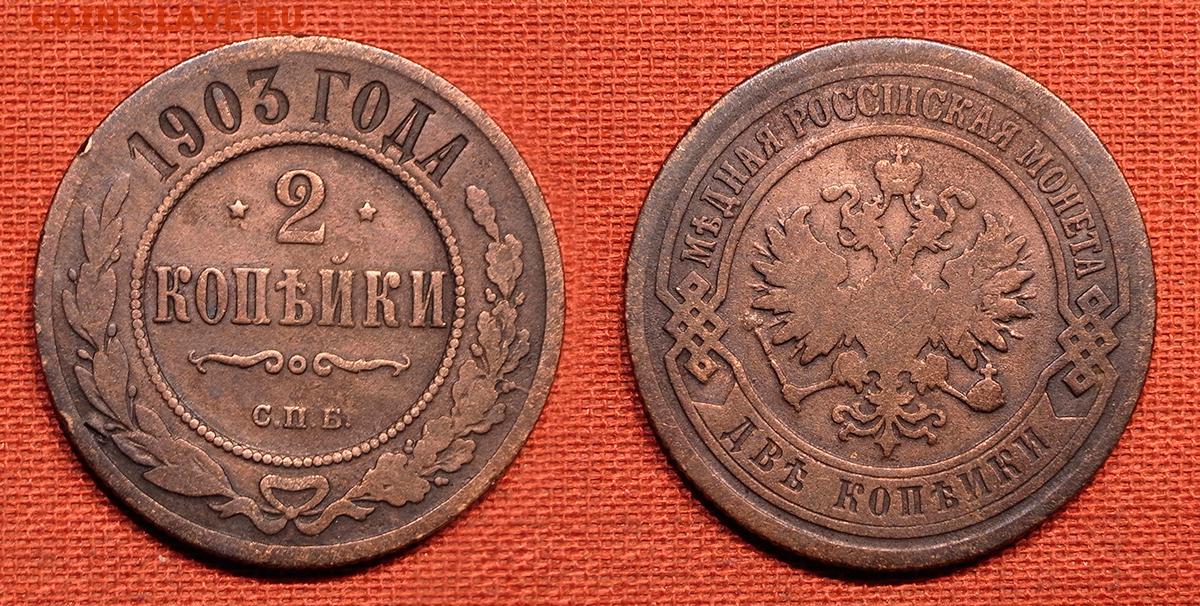 COINS.LAVE.RU
1903 ГОДА
2
КОПѢЙКИ
С.П.Б.
МѢДНАЯ РОССІЙСКАЯ МОНЕТА
ДВѢ КОПѢЙКИ